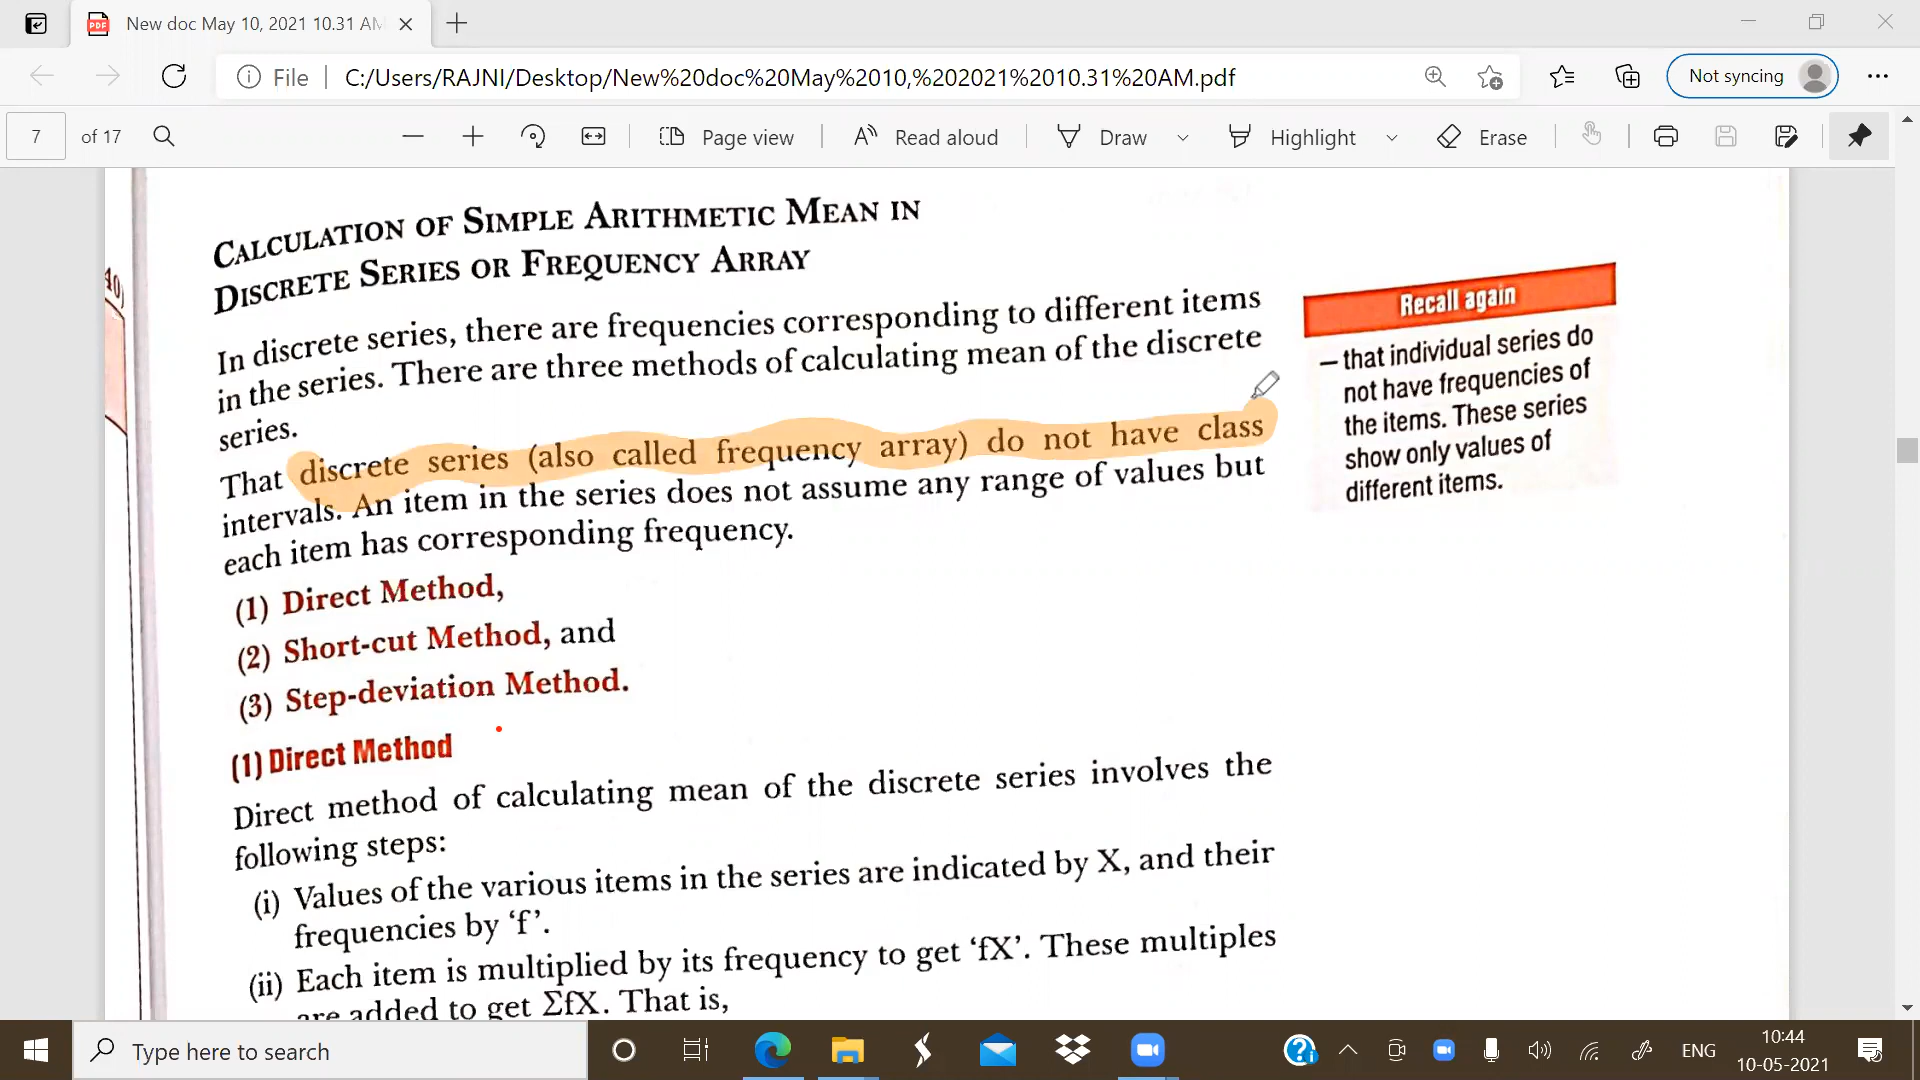 New doc May 10, 2021 10.31 AM
File
C:/Users/RAJNI/Desktop/New%20doc%20May%2010,%202021%2010.31%20AM.pdf
Not syncing
7 of 17
Page view
Read aloud
Draw
Highlight
Erase
CALCULATION OF SIMPLE ARITHMETIC MEAN IN
DISCRETE SERIES OR FREQUENCY ARRAY
In discrete series, there are frequencies corresponding to different items
in the series. There are three methods of calculating mean of the discrete
series.
That discrete series (also called frequency array) do not have class
intervals. An item in the series does not assume any range of values but
each item has corresponding frequency.
(1) Direct Method,
(2) Short-cut Method, and
(3) Step-deviation Method.
(1) Direct Method
Direct method of calculating mean of the discrete series involves the
following steps:
(i) Values of the various items in the series are indicated by X, and their
frequencies by ‘f’.
(ii) Each item is multiplied by its frequency to get ‘fX’. These multiples
are added to get ΣfX. That is,
Recall again
– that individual series do
not have frequencies of
the items. These series
show only values of
different items.
Type here to search
ENG
10:44
10-05-2021